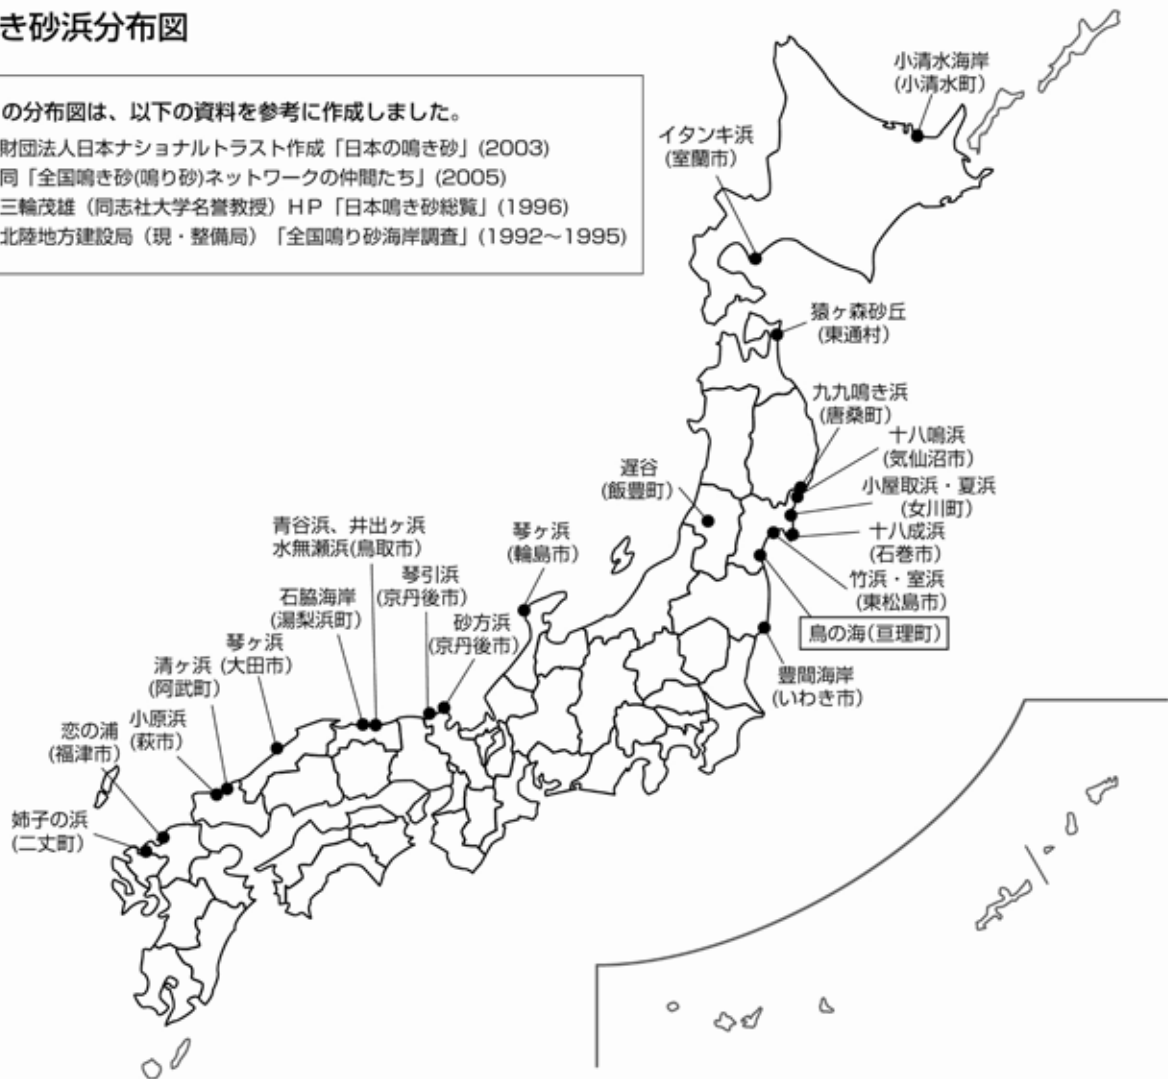 き砂浜分布図
の分布図は、以下の資料を参考に作成しました。
財団法人日本ナショナルトラスト作成「日本の鳴き砂」(2003)
同「全国鳴き砂(鳴り砂)ネットワークの仲間たち」(2005)
三輪茂雄（同志社大学名誉教授）ＨＰ「日本鳴き砂総覧」(1996)
北陸地方建設局（現・整備局）「全国鳴り砂海岸調査」(1992〜1995)
小清水海岸
(小清水町)
イタンキ浜
(室蘭市)
猿ヶ森砂丘
(東通村)
九九鳴き浜
(唐桑町)
十八鳴浜
(気仙沼市)
遅谷
(飯豊町)
小屋取浜・夏浜
(女川町)
十八成浜
(石巻市)
竹浜・室浜
(東松島市)
鳥の海(亘理町)
豊間海岸
(いわき市)
青谷浜、井出ヶ浜
水無瀬浜(鳥取市)
琴ヶ浜
(輪島市)
琴引浜
(京丹後市)
石脇海岸
(湯梨浜町)
砂方浜
(京丹後市)
琴ヶ浜
(大田市)
清ヶ浜
(阿武町)
小原浜
(萩市)
恋の浦
(福津市)
姉子の浜
(二丈町)